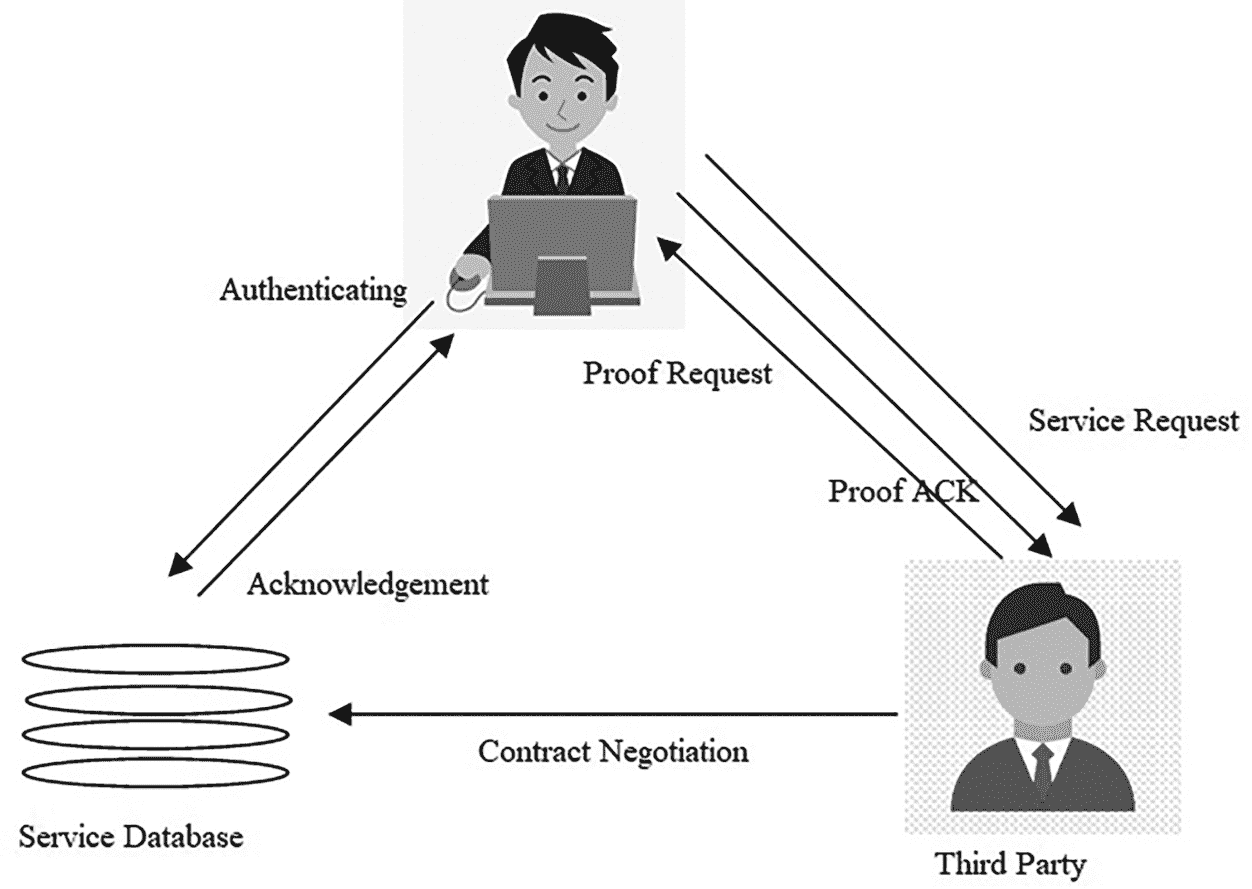 Authenticating
Proof Request
Service Request
Proof ACK
Acknowledgement
Contract Negotiation
Service Database
Third Party